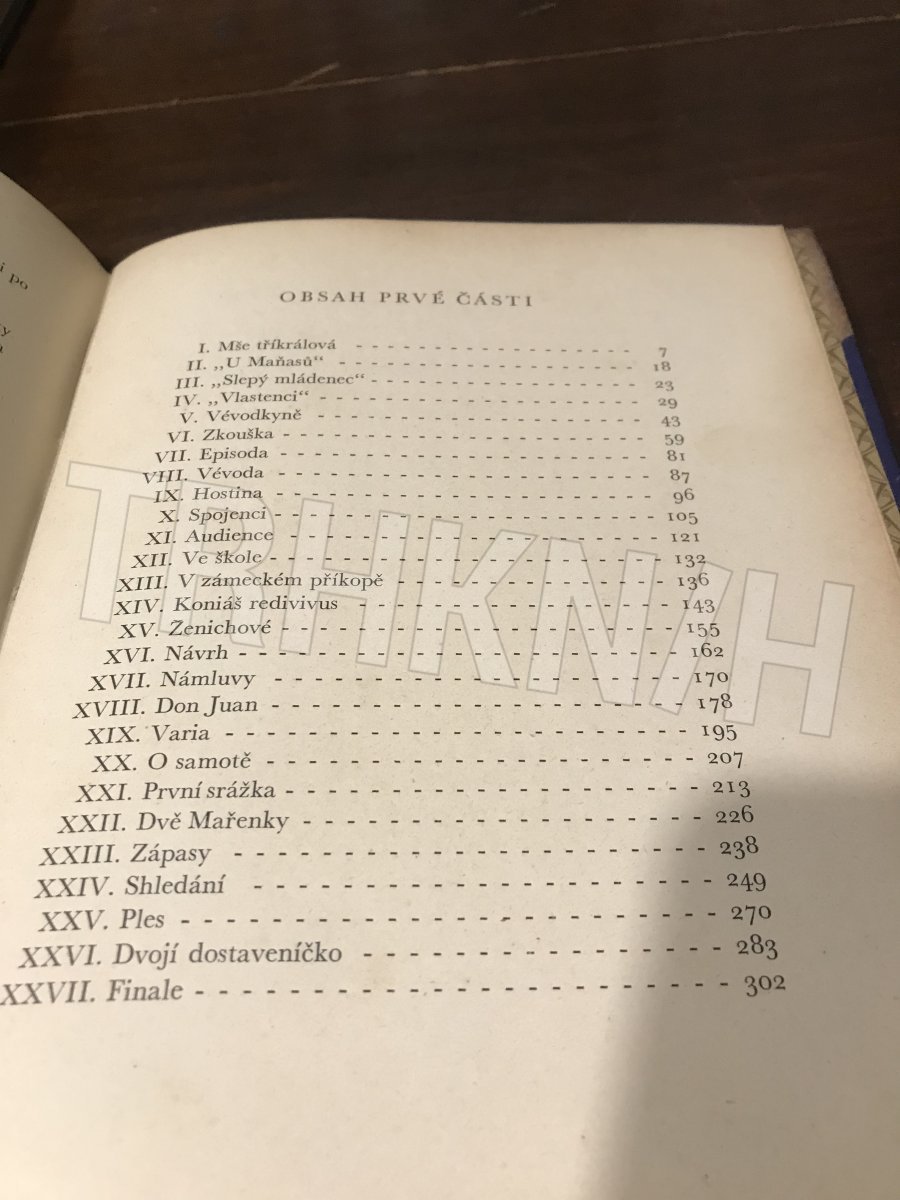 i po
y
a
OBSAH PRVÉ ČÁSTI
I. Mše tříkrálová - - - - - - - - - - - - - - - - - - 7
II. „U Maňasů“ - - - - - - - - - - - - - - - - - - - 18
III. „Slepý mládenec“ - - - - - - - - - - - - - - - - - - 23
IV. „Vlastenci“ - - - - - - - - - - - - - - - - - - - - 29
V. Vévodkyně - - - - - - - - - - - - - - - - - - - - 43
VI. Zkouška - - - - - - - - - - - - - - - - - - - - - - 59
VII. Episoda - - - - - - - - - - - - - - - - - - - - - - 81
VIII. Vévoda - - - - - - - - - - - - - - - - - - - - - - 87
IX. Hostina - - - - - - - - - - - - - - - - - - - - - - 96
X. Spojenci - - - - - - - - - - - - - - - - - - - - - - 105
XI. Audience - - - - - - - - - - - - - - - - - - - - - 121
XII. Ve škole - - - - - - - - - - - - - - - - - - - - - - 132
XIII. V zámeckém příkopě - - - - - - - - - - - - - - - 136
XIV. Koniáš redivivus - - - - - - - - - - - - - - - - - 143
XV. Ženichové - - - - - - - - - - - - - - - - - - - - - 155
XVI. Návrh - - - - - - - - - - - - - - - - - - - - - - - 162
XVII. Námluvy - - - - - - - - - - - - - - - - - - - - - 170
XVIII. Don Juan - - - - - - - - - - - - - - - - - - - - - 178
XIX. Varia - - - - - - - - - - - - - - - - - - - - - - - 195
XX. O samotě - - - - - - - - - - - - - - - - - - - - - 207
XXI. První srážka - - - - - - - - - - - - - - - - - - - - 213
XXII. Dvě Mařenky - - - - - - - - - - - - - - - - - - - 226
XXIII. Zápasy - - - - - - - - - - - - - - - - - - - - - - 238
XXIV. Shledání - - - - - - - - - - - - - - - - - - - - - 249
XXV. Ples - - - - - - - - - - - - - - - - - - - - - - - - 270
XXVI. Dvojí dostaveníčko - - - - - - - - - - - - - - - - 283
XXVII. Finale - - - - - - - - - - - - - - - - - - - - - - - 302
TRHKNIH